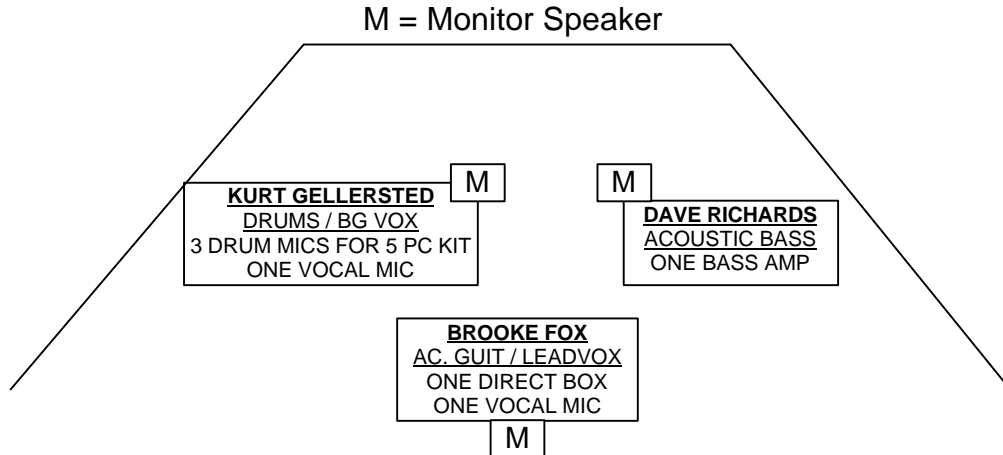 M = Monitor Speaker
M
KURT GELLERSTED
DRUMS / BG VOX
3 DRUM MICS FOR 5 PC KIT
ONE VOCAL MIC
M
DAVE RICHARDS
ACOUSTIC BASS
ONE BASS AMP
BROOKE FOX
AC. GUIT / LEADVOX
ONE DIRECT BOX
ONE VOCAL MIC
M